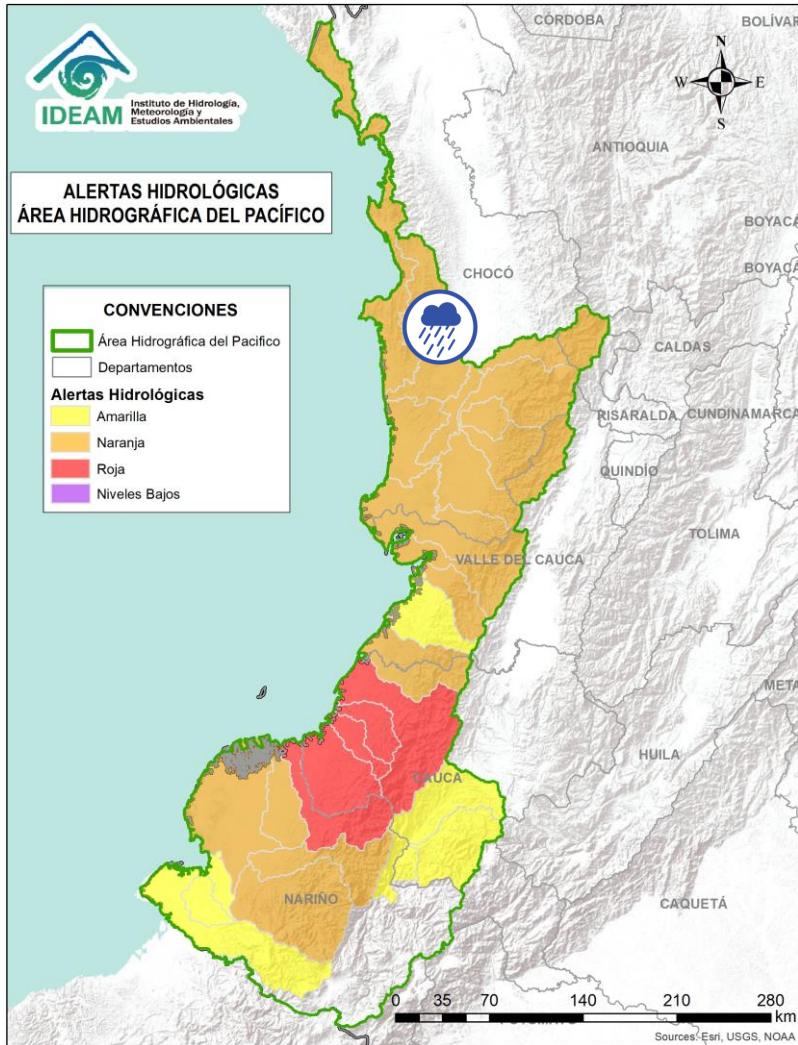 CÓRDOBA
BOLÍVAR
N
W
E
S
IDEAM
Instituto de Hidrología,
Meteorología y
Estudios Ambientales
ANTIOQUIA
ALERTAS HIDROLÓGICAS
ÁREA HIDROGRÁFICA DEL PACÍFICO
BOYACÁ
BOYACÁ
CHOCÓ
CONVENCIONES
Área Hidrográfica del Pacifico
Departamentos
Alertas Hidrológicas
Amarilla
Naranja
Roja
Niveles Bajos
CALDAS
RISARALDA
CUNDINAMARCA
QUINDÍO
TOLIMA
VALLE DEL CAUCA
META
HUILA
CAUCA
NARIÑO
CAQUETÁ
0 35 70 140 210 280
km
Sources: Esri, USGS, NOAA